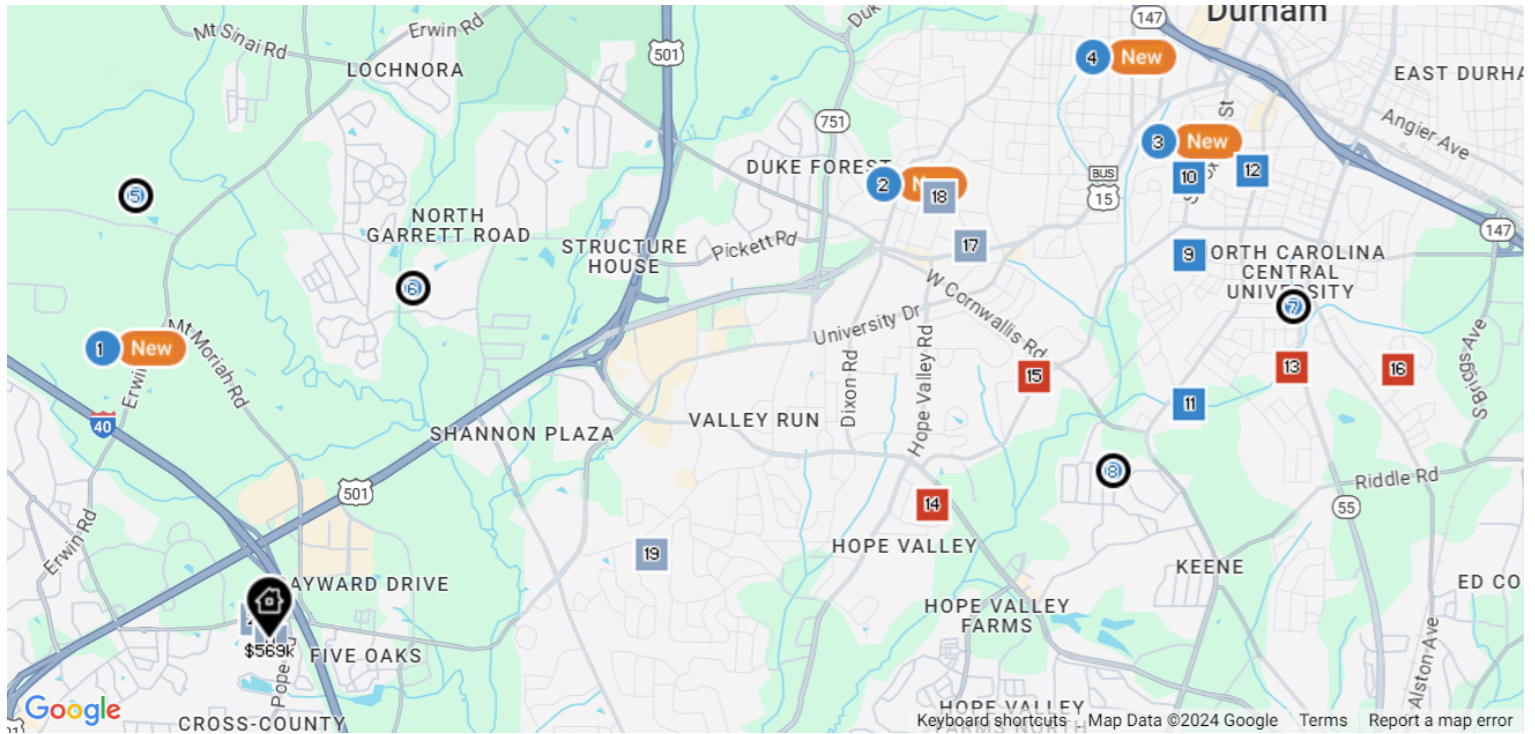 Durham
147
Erwin Rd
Mt Sinai Rd
501
4
New
LOCHNORA
EAST DURHA
751
Angier Ave
St
3
New
DUKE FOREST
BUS
15
10
12
2
18
5
NORTH
GARRETT ROAD
147
STRUCTURE
HOUSE
Pickett Rd
17
9
ORTH CAROLINA
CENTRAL
UNIVERSITY
6
W Cornwallis Rd
7
University Dr
1
New
Mt Moriah Rd
Hope Valley Rd
Dixon Rd
15
13
16
S Briggs Ave
Erwin
40
11
VALLEY RUN
SHANNON PLAZA
8
Riddle Rd
501
14
55
Erwin Rd
19
HOPE VALLEY
KEENE
AYWARD DRIVE
ED CO
HOPE VALLEY
FARMS
$569k
FIVE OAKS
Pope
Alston Ave
Google
CROSS-COUNTY
HOPE VALLEY
FARMS NORTH
Keyboard shortcuts
Map Data ©2024 Google
Terms
Report a map error